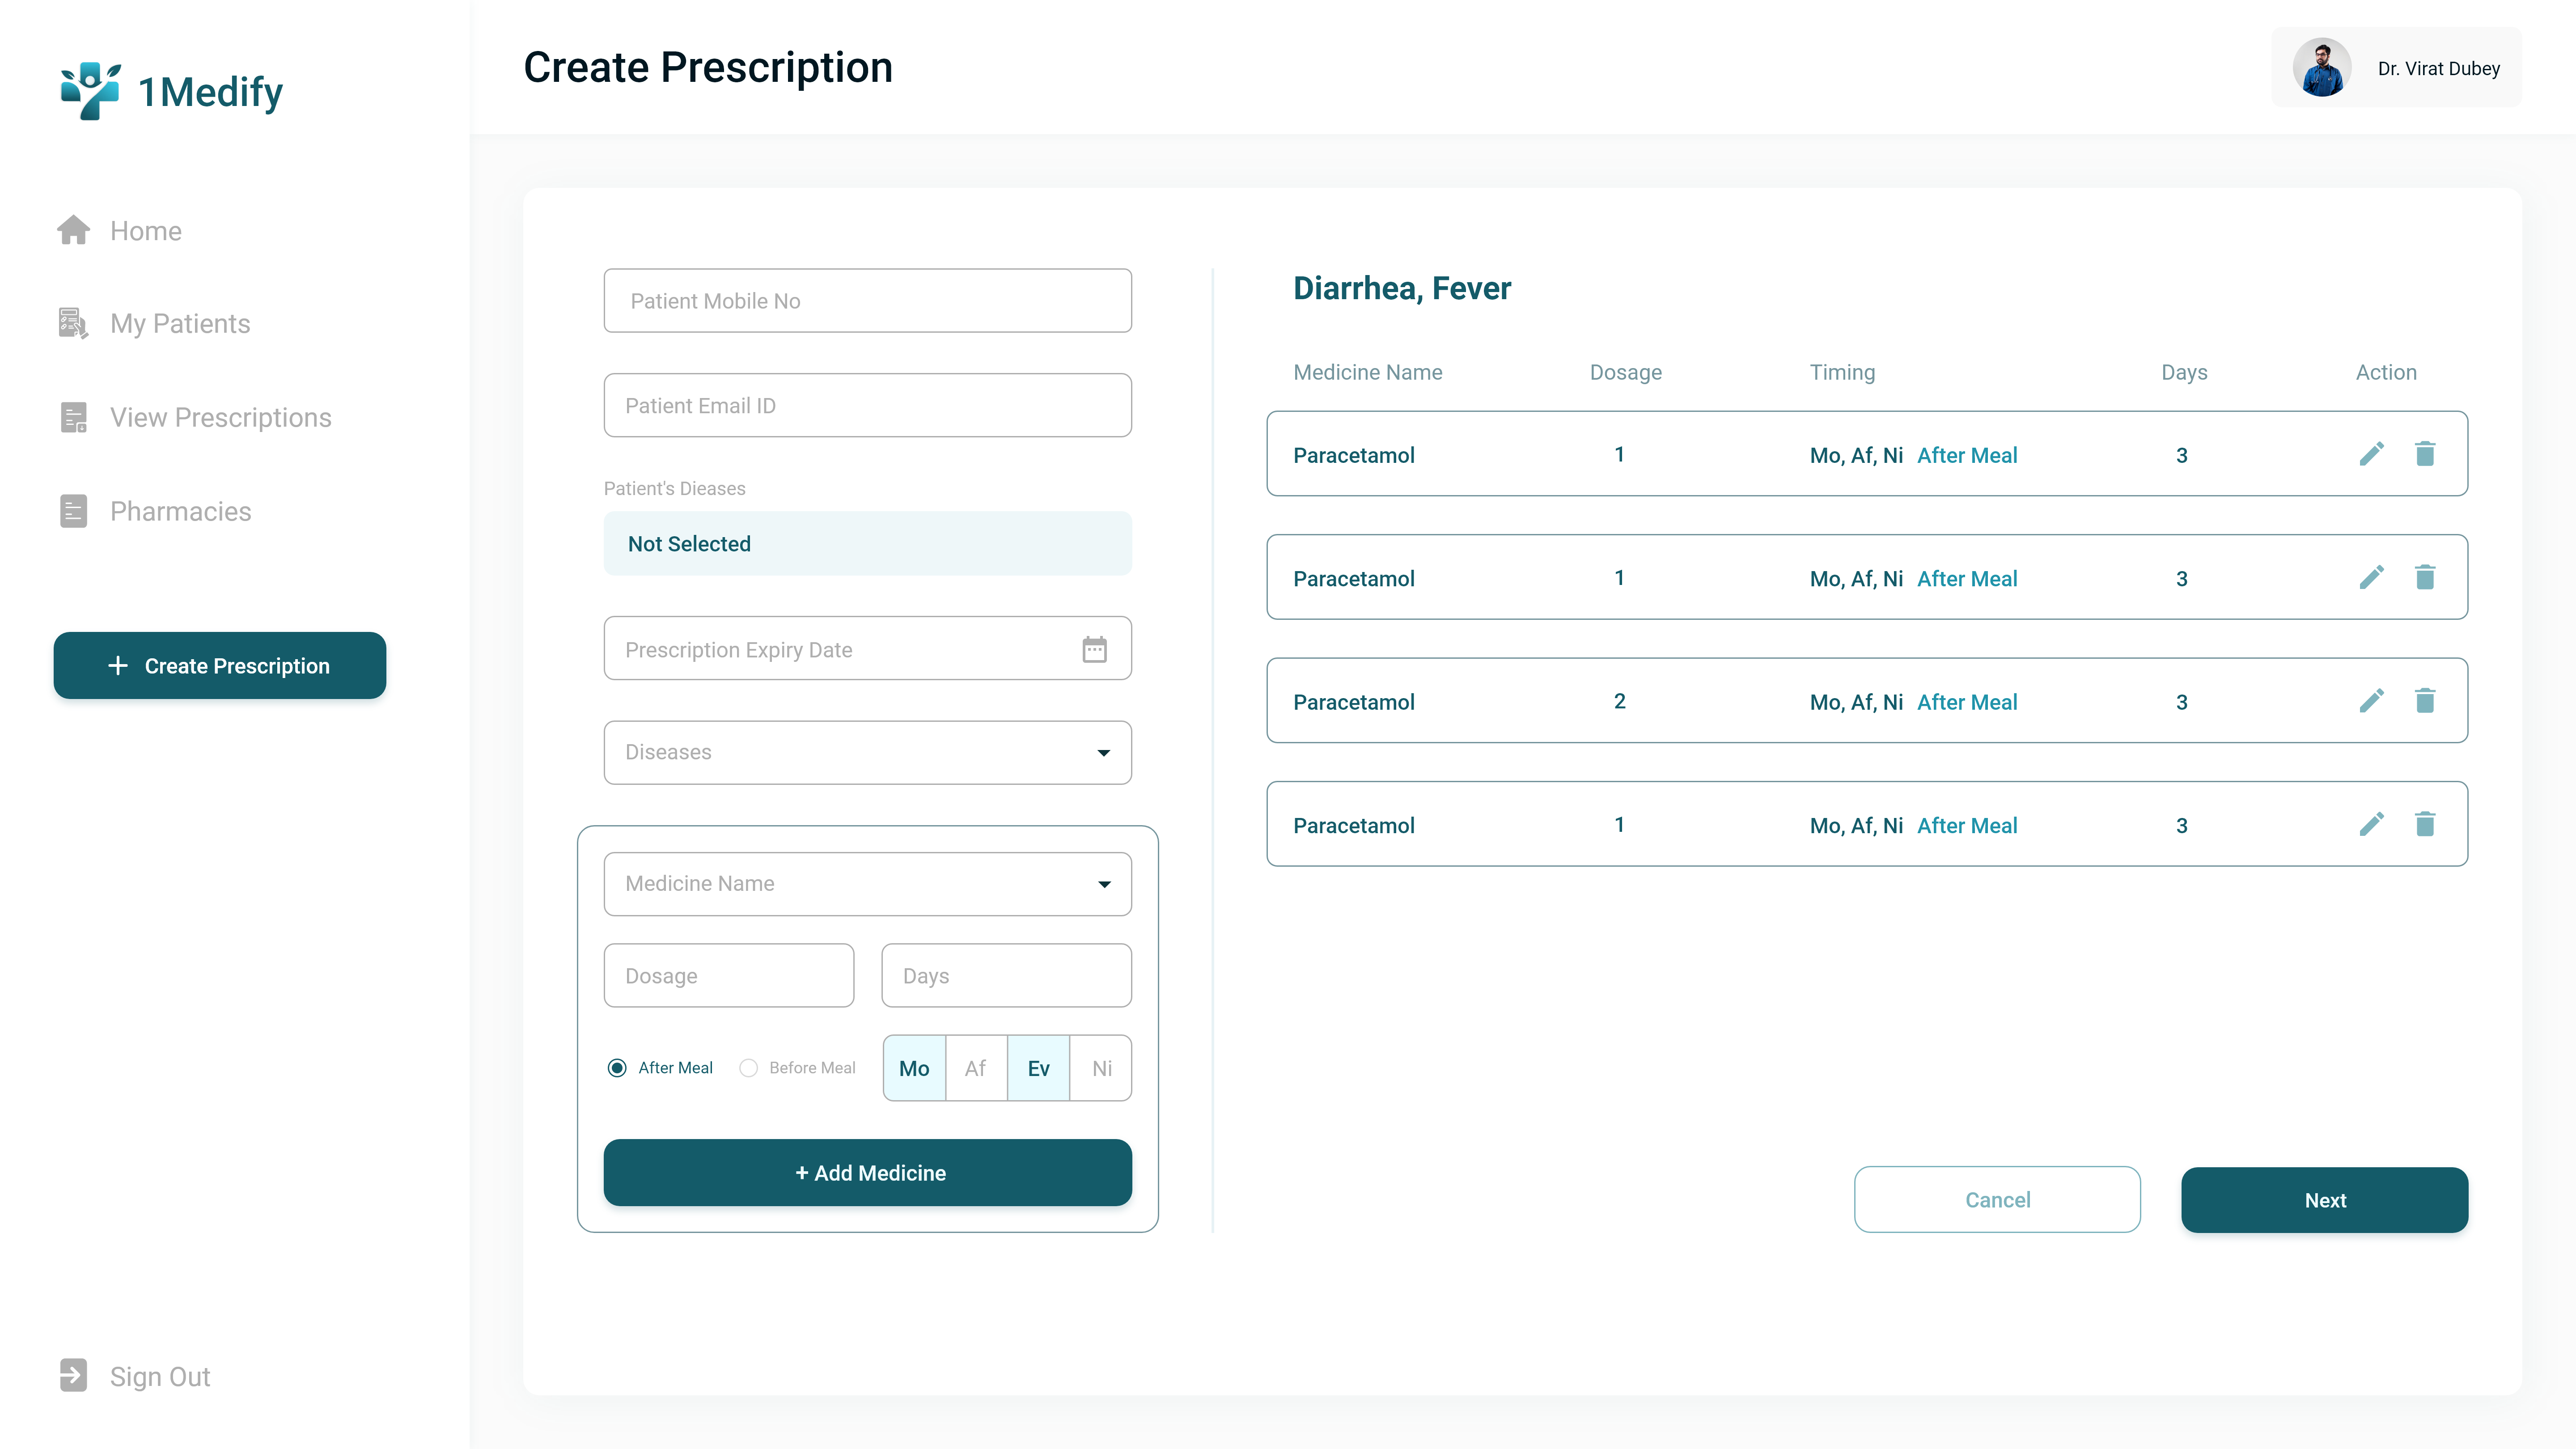 1Medify
Home
My Patients
View Prescriptions
Pharmacies
Create Prescription
Sign Out
Create Prescription
Dr. Virat Dubey
Patient Mobile No
Patient Email ID
Patient's Dieases
Not Selected
Prescription Expiry Date
Diseases
Medicine Name
Dosage Days
After Meal Before Meal Mo Af Ev Ni
+ Add Medicine
Diarrhea, Fever
Medicine Name Dosage Timing Days Action
Paracetamol 1 Mo, Af, Ni After Meal 3
Paracetamol 1 Mo, Af, Ni After Meal 3
Paracetamol 2 Mo, Af, Ni After Meal 3
Paracetamol 1 Mo, Af, Ni After Meal 3
Cancel Next